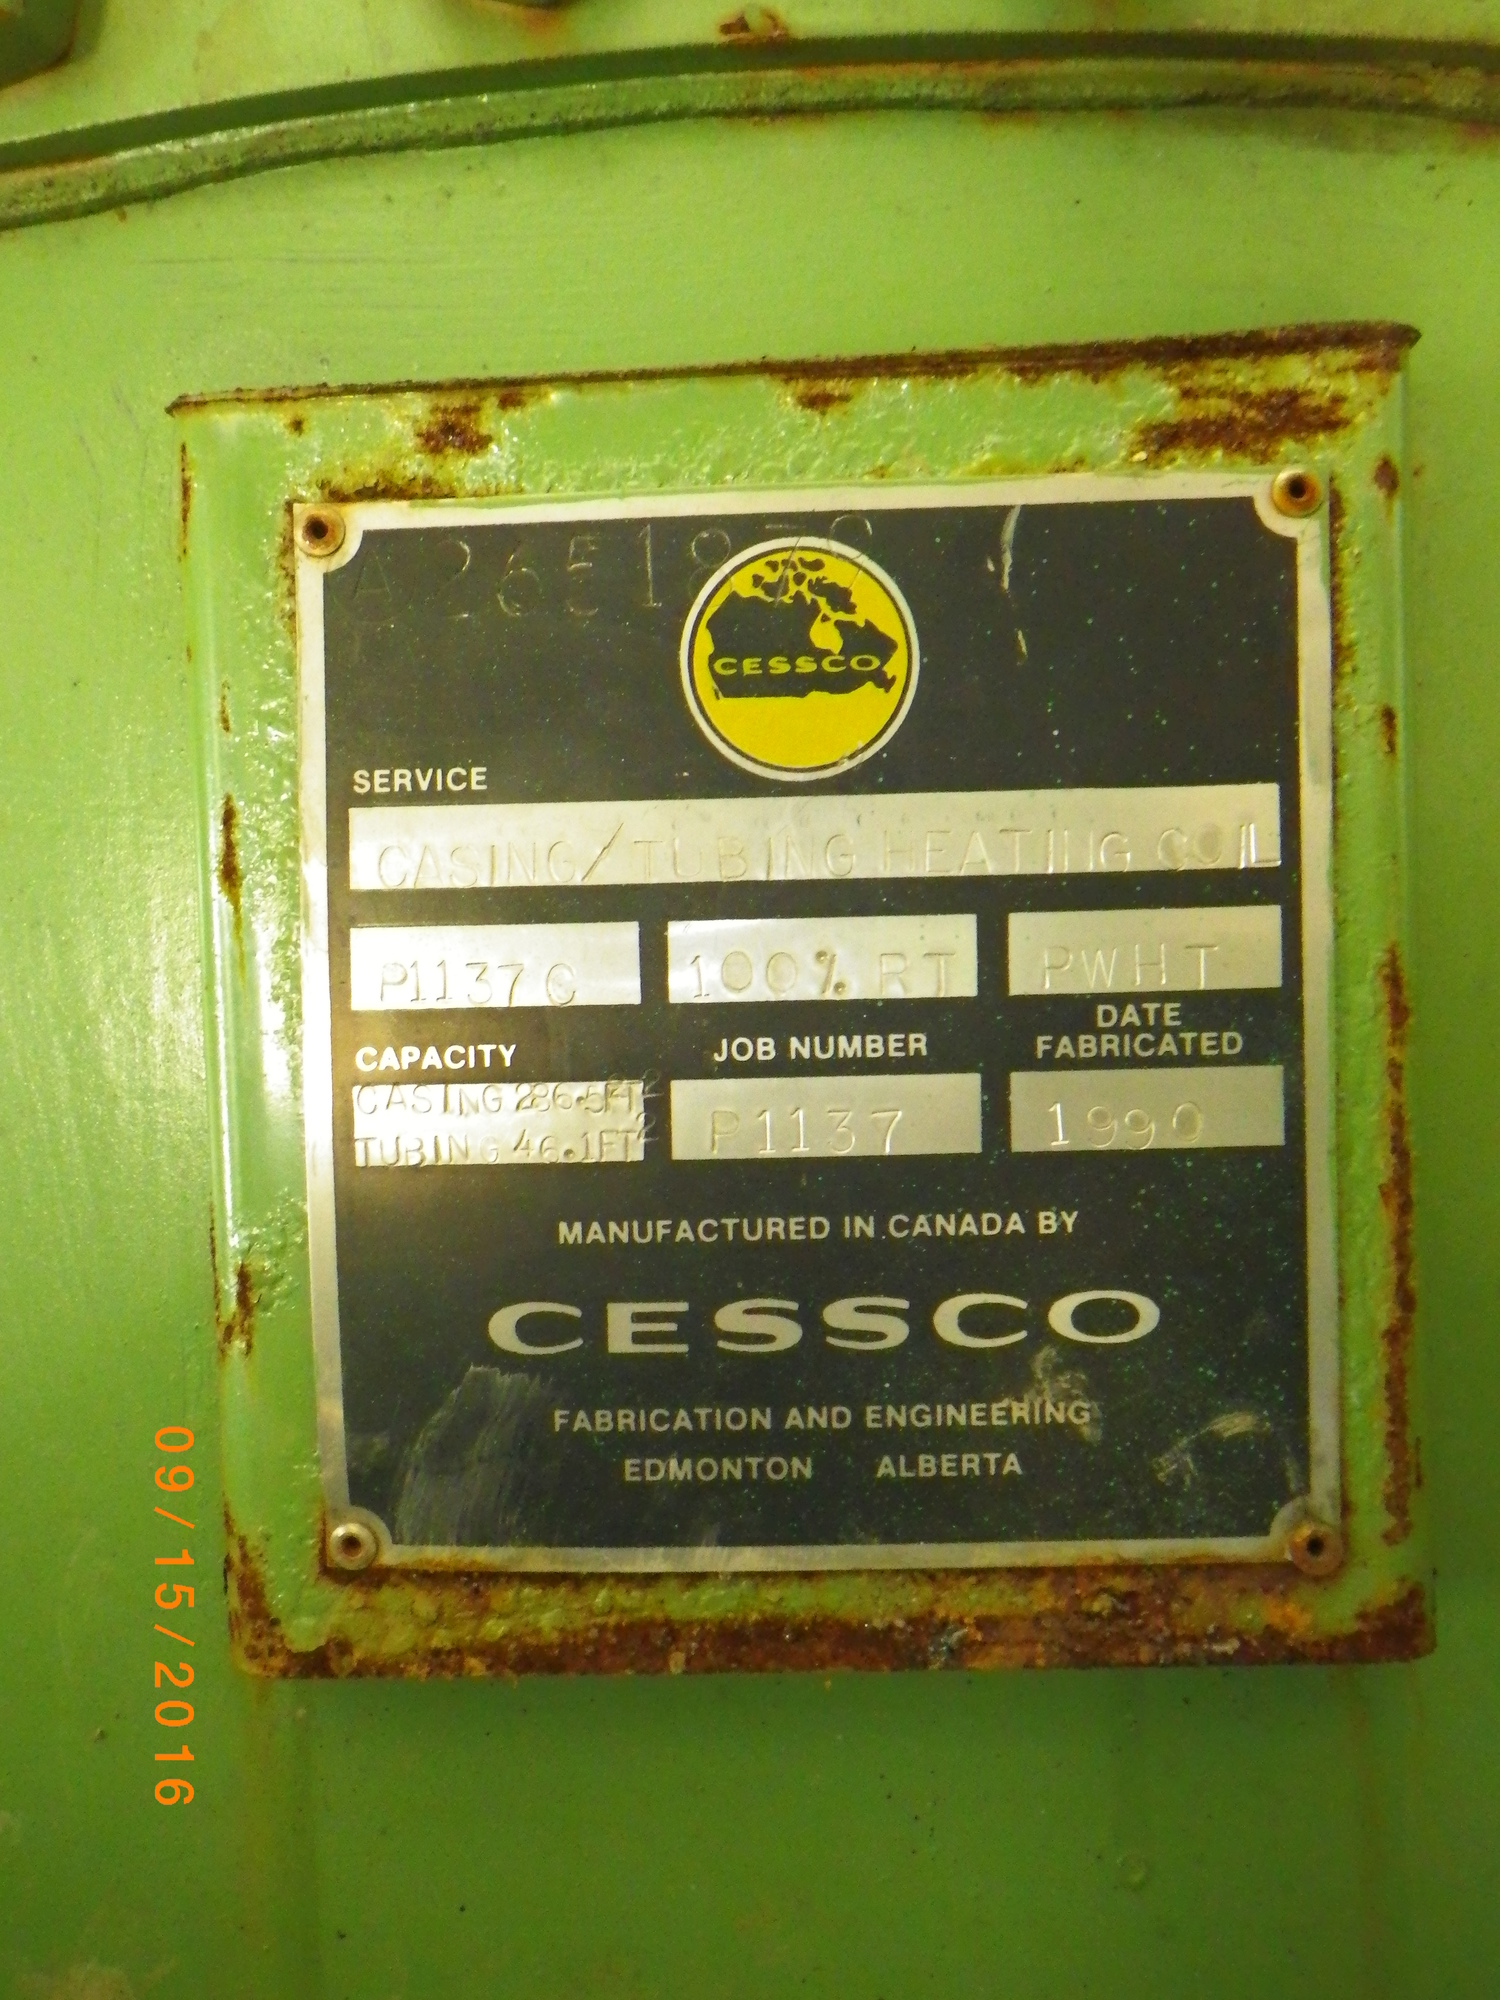 CESSCO
SERVICE
CASING/TUBING HEATING COIL
P1137C 100% RT PWHT
CAPACITY JOB NUMBER DATE FABRICATED
CASING 286.5FT²
TUBING 46.1FT²
P1137 1990
MANUFACTURED IN CANADA BY
CESSCO
FABRICATION AND ENGINEERING
EDMONTON ALBERTA
09/15/2016